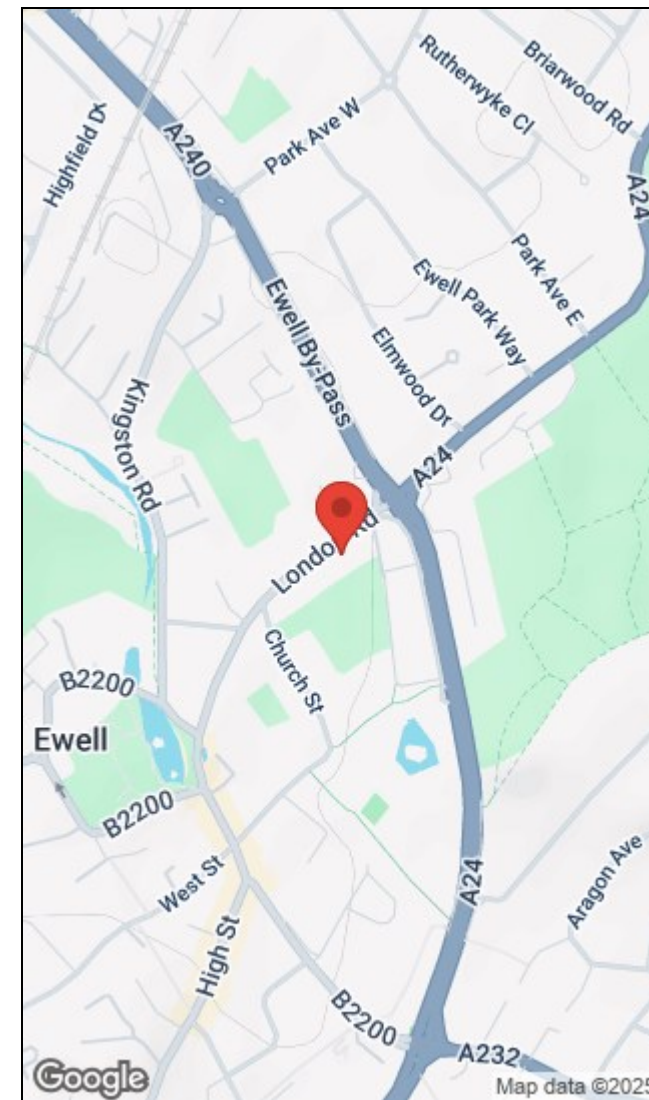 Briarwood Rd
Rutherwyke Cl
Highfield Dr
A240
Park Ave W
A24
Park Ave E
Ewell Park Way
Ewell By-Pass
Elmwood Dr
Kingston Rd
A24
London Rd
Church St
B2200
Ewell
B2200
West St
High St
A24
Aragon Ave
B2200
A232
Google
Map data ©2025